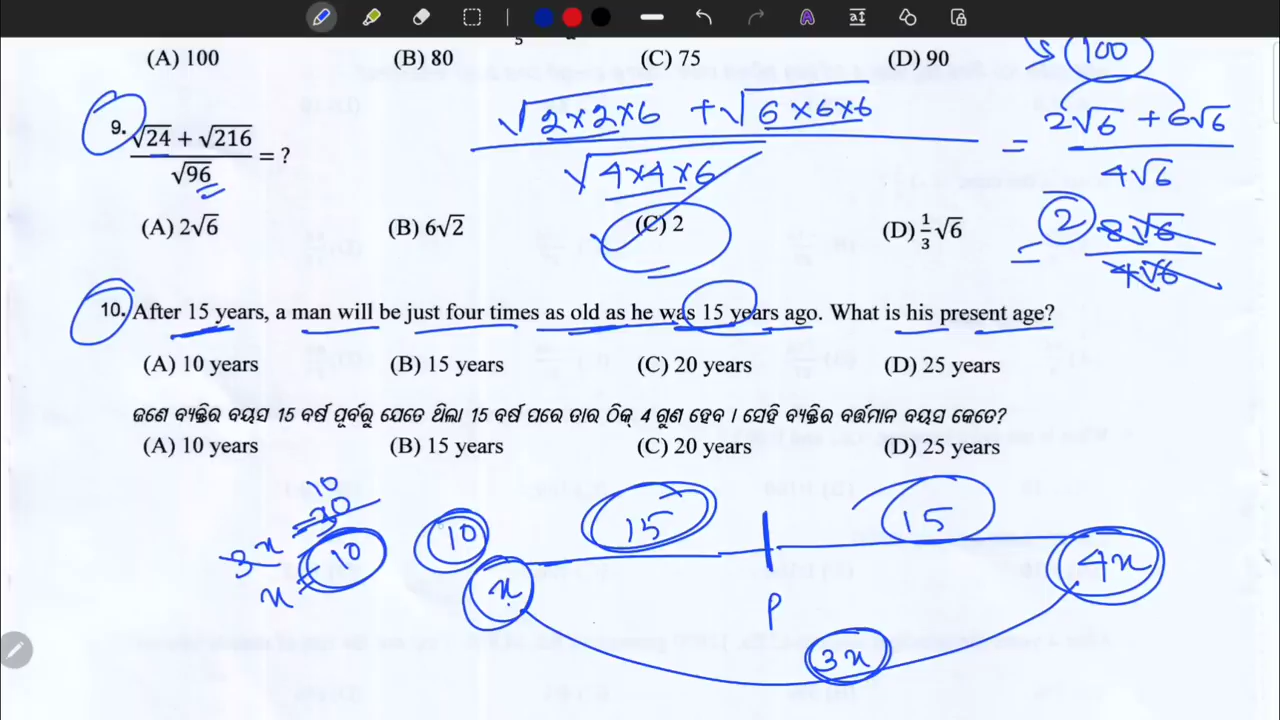 (A) 100 (B) 80 (C) 75 (D) 90 100
9. √24 + √216 / √96 = ? √2×2×6 + √6×6×6 / √4×4×6 = 2√6 + 6√6 / 4√6
(A) 2√6 (B) 6√2 (C) 2 (D) 1/3 √6 = 2 8√6 / 4√6
10. After 15 years, a man will be just four times as old as he was 15 years ago. What is his present age?
(A) 10 years (B) 15 years (C) 20 years (D) 25 years
ଜଣେ ବ୍ୟକ୍ତିର ବୟସ 15 ବର୍ଷ ପୂର୍ବରୁ ଯେତେ ଥିଲା 15 ବର୍ଷ ପରେ ତାର ଠିକ୍ 4 ଗୁଣ ହେବ । ସେହି ବ୍ୟକ୍ତିର ବର୍ତ୍ତମାନ ବୟସ କେତେ?
(A) 10 years (B) 15 years (C) 20 years (D) 25 years
10
3x = 30 10 15 15
x = 10 x 4x
P
3x